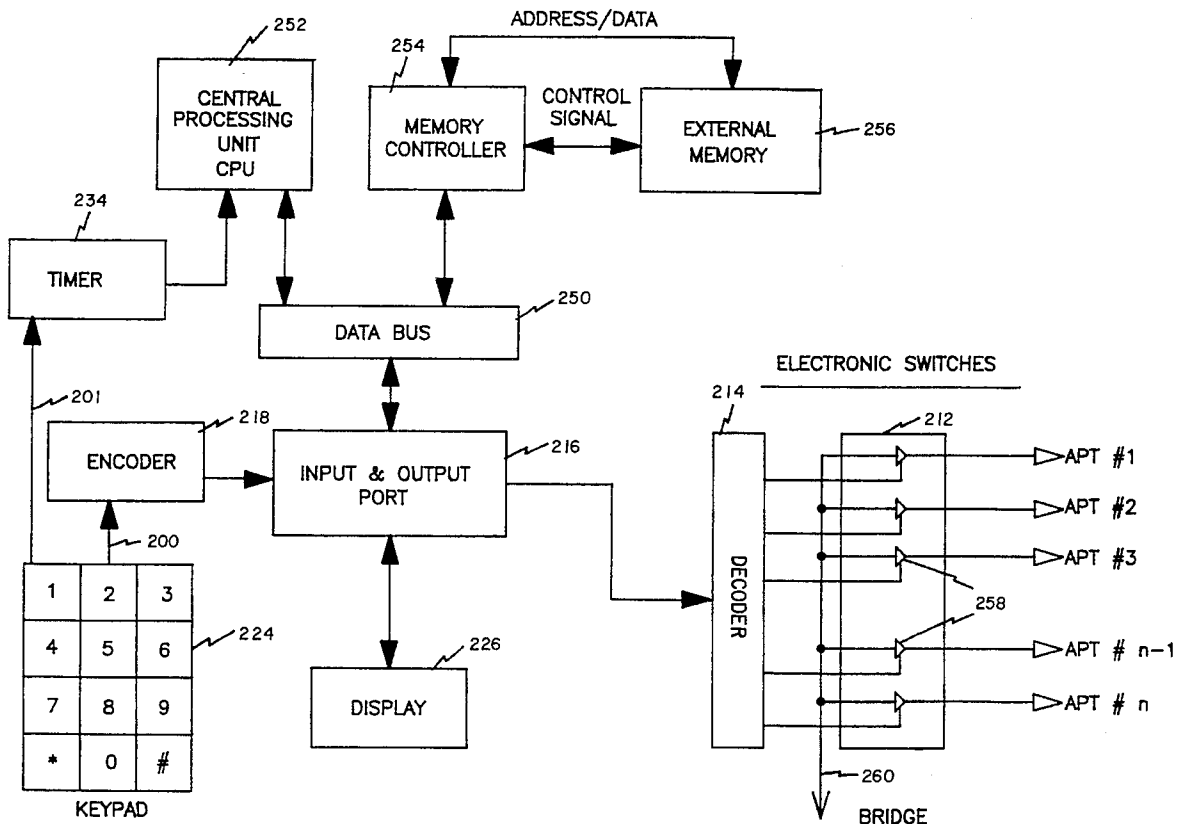 ADDRESS/DATA
252
254
CENTRAL
PROCESSING
UNIT
CPU
MEMORY
CONTROLLER
CONTROL
SIGNAL
EXTERNAL
MEMORY
256
234
TIMER
250
DATA BUS
ELECTRONIC SWITCHES
201
218
ENCODER
216
INPUT & OUTPUT
PORT
214
212
DECODER
APT #1
APT #2
APT #3
258
APT # n-1
APT # n
200
1 2 3
4 5 6
7 8 9
* 0 #
224
KEYPAD
226
DISPLAY
260
BRIDGE